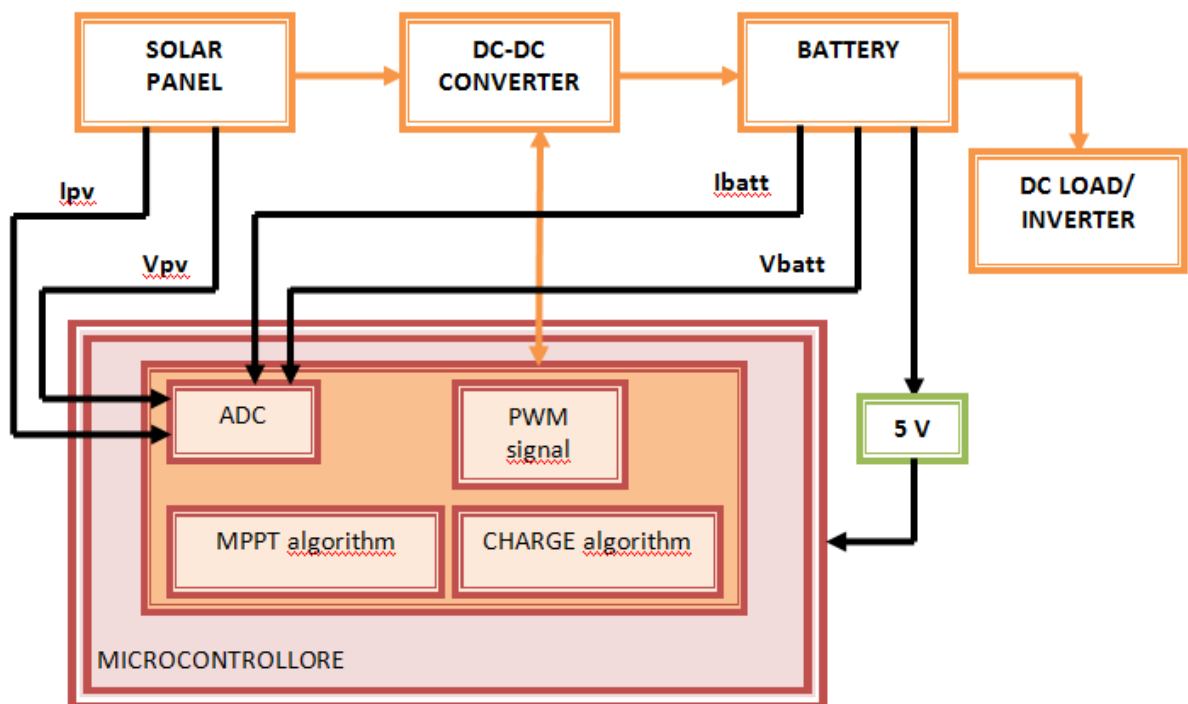 SOLAR
PANEL
DC-DC
CONVERTER
BATTERY
DC LOAD/
INVERTER
Ipv
Ibatt
Vpv
Vbatt
ADC
PWM
signal
5 V
MPPT algorithm
CHARGE algorithm
MICROCONTROLLORE